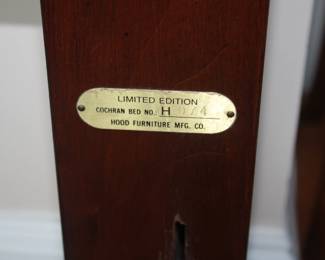 LIMITED EDITION
COCHRAN BED NO. H
HOOD FURNITURE MFG. CO.